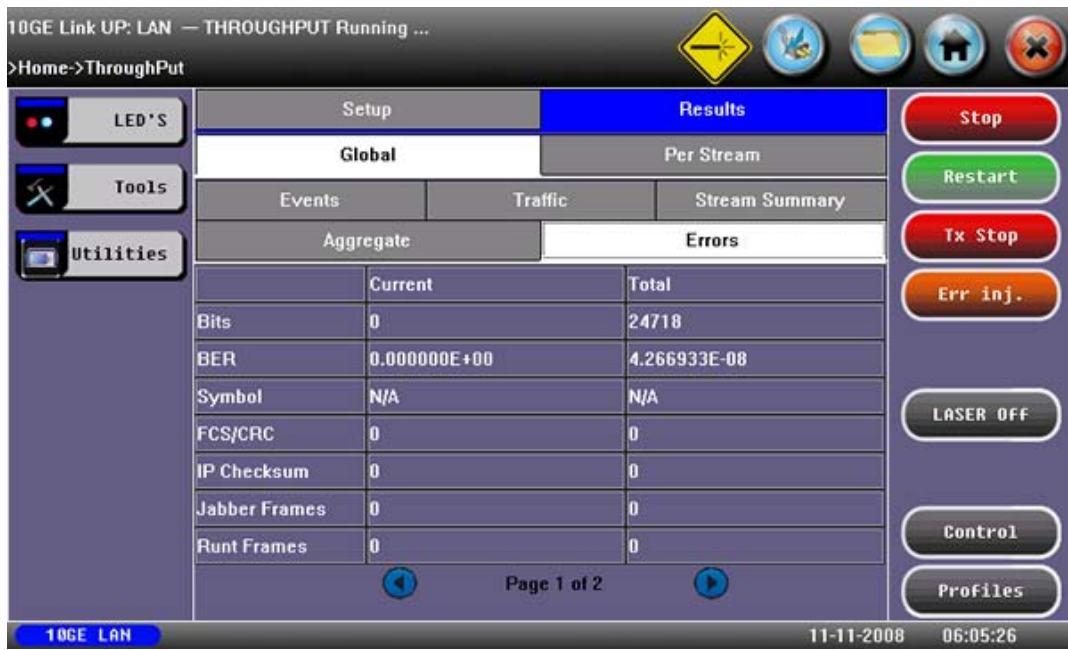 10GE Link UP: LAN — THROUGHPUT Running ...
>Home->ThroughPut
LED'S
Tools
Utilities
Setup Results
Global Per Stream
Events Traffic Stream Summary
Aggregate Errors
Current Total
Bits 0 24718
BER 0.000000E+00 4.266933E-08
Symbol N/A N/A
FCS/CRC 0 0
IP Checksum 0 0
Jabber Frames 0 0
Runt Frames 0 0
Page 1 of 2
Stop
Restart
Tx Stop
Err inj.
LASER Off
Control
Profiles
10GE LAN 11-11-2008 06:05:26